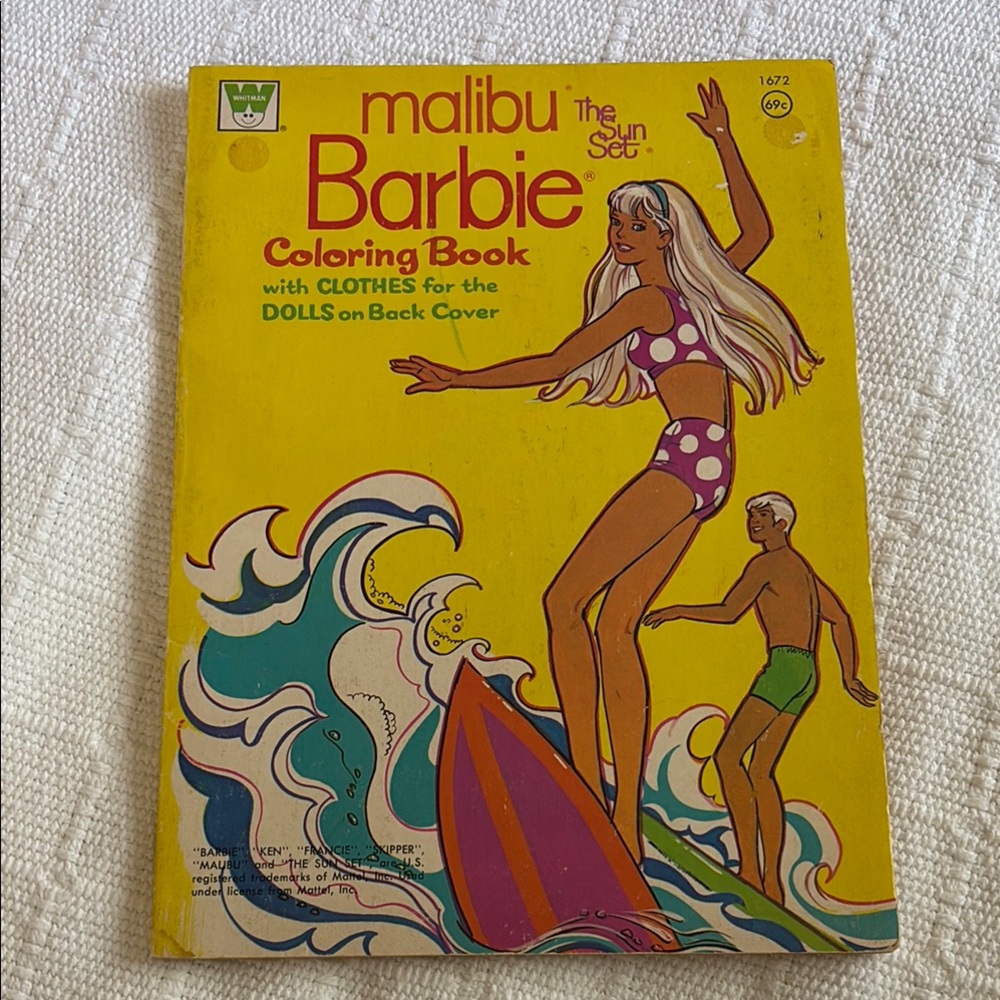 WHITMAN
®
malibu®
The
Sun
Set®
1672
69c
Barbie®
Coloring Book
with CLOTHES for the
DOLLS on Back Cover
"BARBIE", "KEN", "FRANCIE", "SKIPPER",
"MALIBU" and "THE SUN SET", are U.S.
registered trademarks of Mattel, Inc. Used
under license from Mattel, Inc.